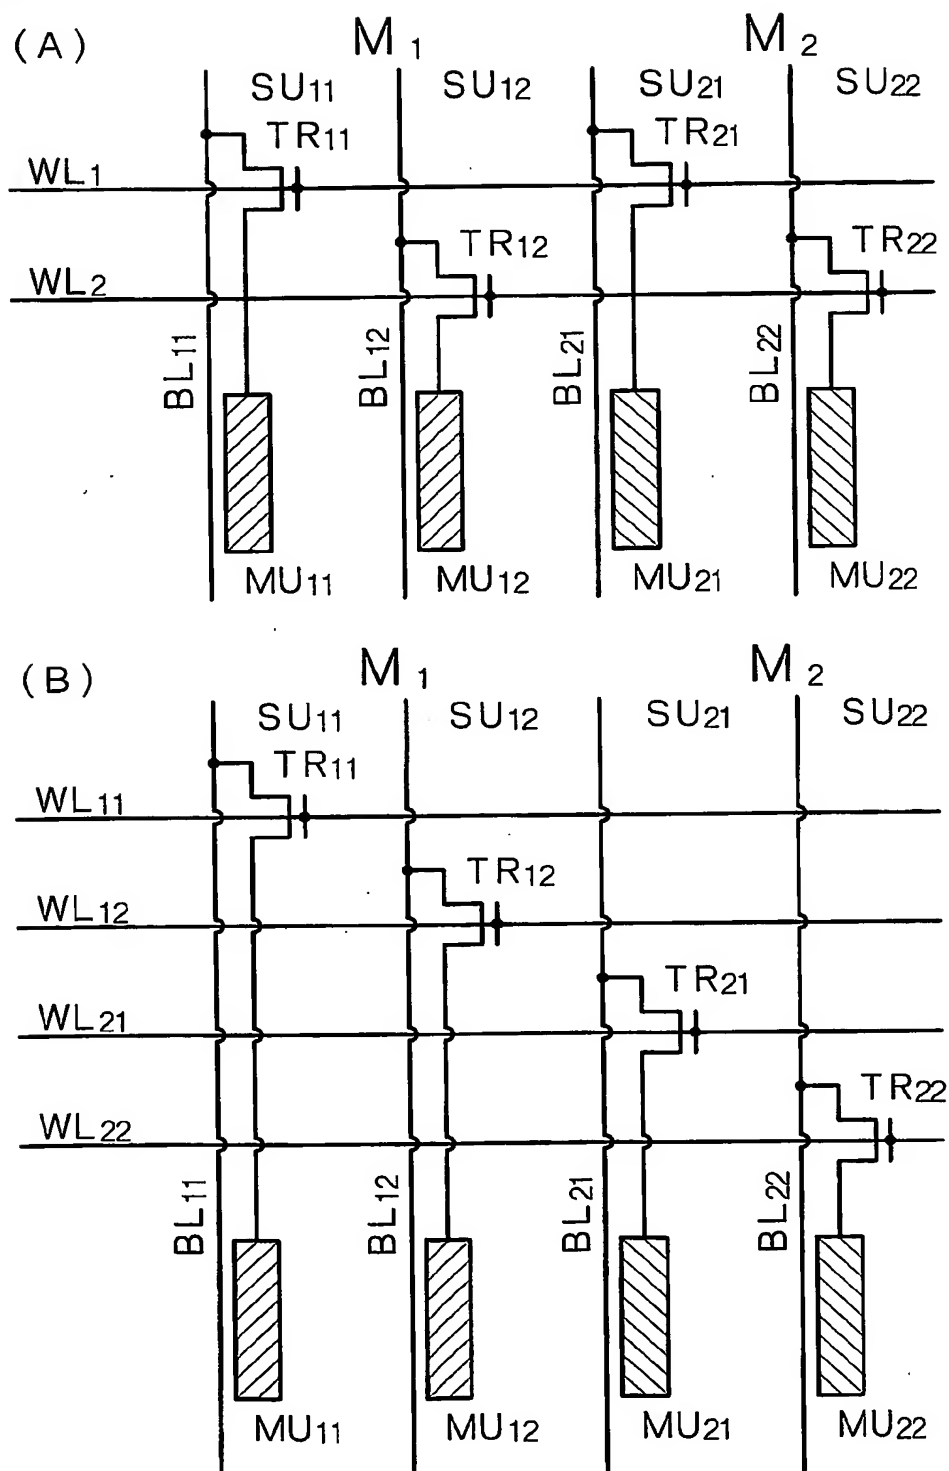 (A) M1 M2
SU11 SU12 SU21 SU22
TR11 TR21
WL1
TR12 TR22
WL2
BL11 BL12 BL21 BL22
MU11 MU12 MU21 MU22
(B) M1 M2
SU11 SU12 SU21 SU22
TR11
WL11
TR12
WL12
TR21
WL21
TR22
WL22
BL11 BL12 BL21 BL22
MU11 MU12 MU21 MU22